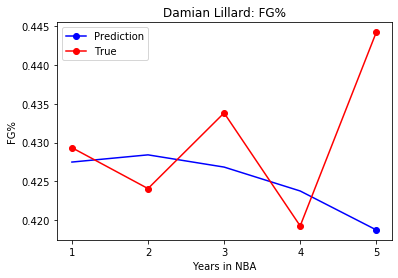 Damian Lillard: FG%
Prediction
True
FG%
0.445
0.440
0.435
0.430
0.425
0.420
1 2 3 4 5
Years in NBA